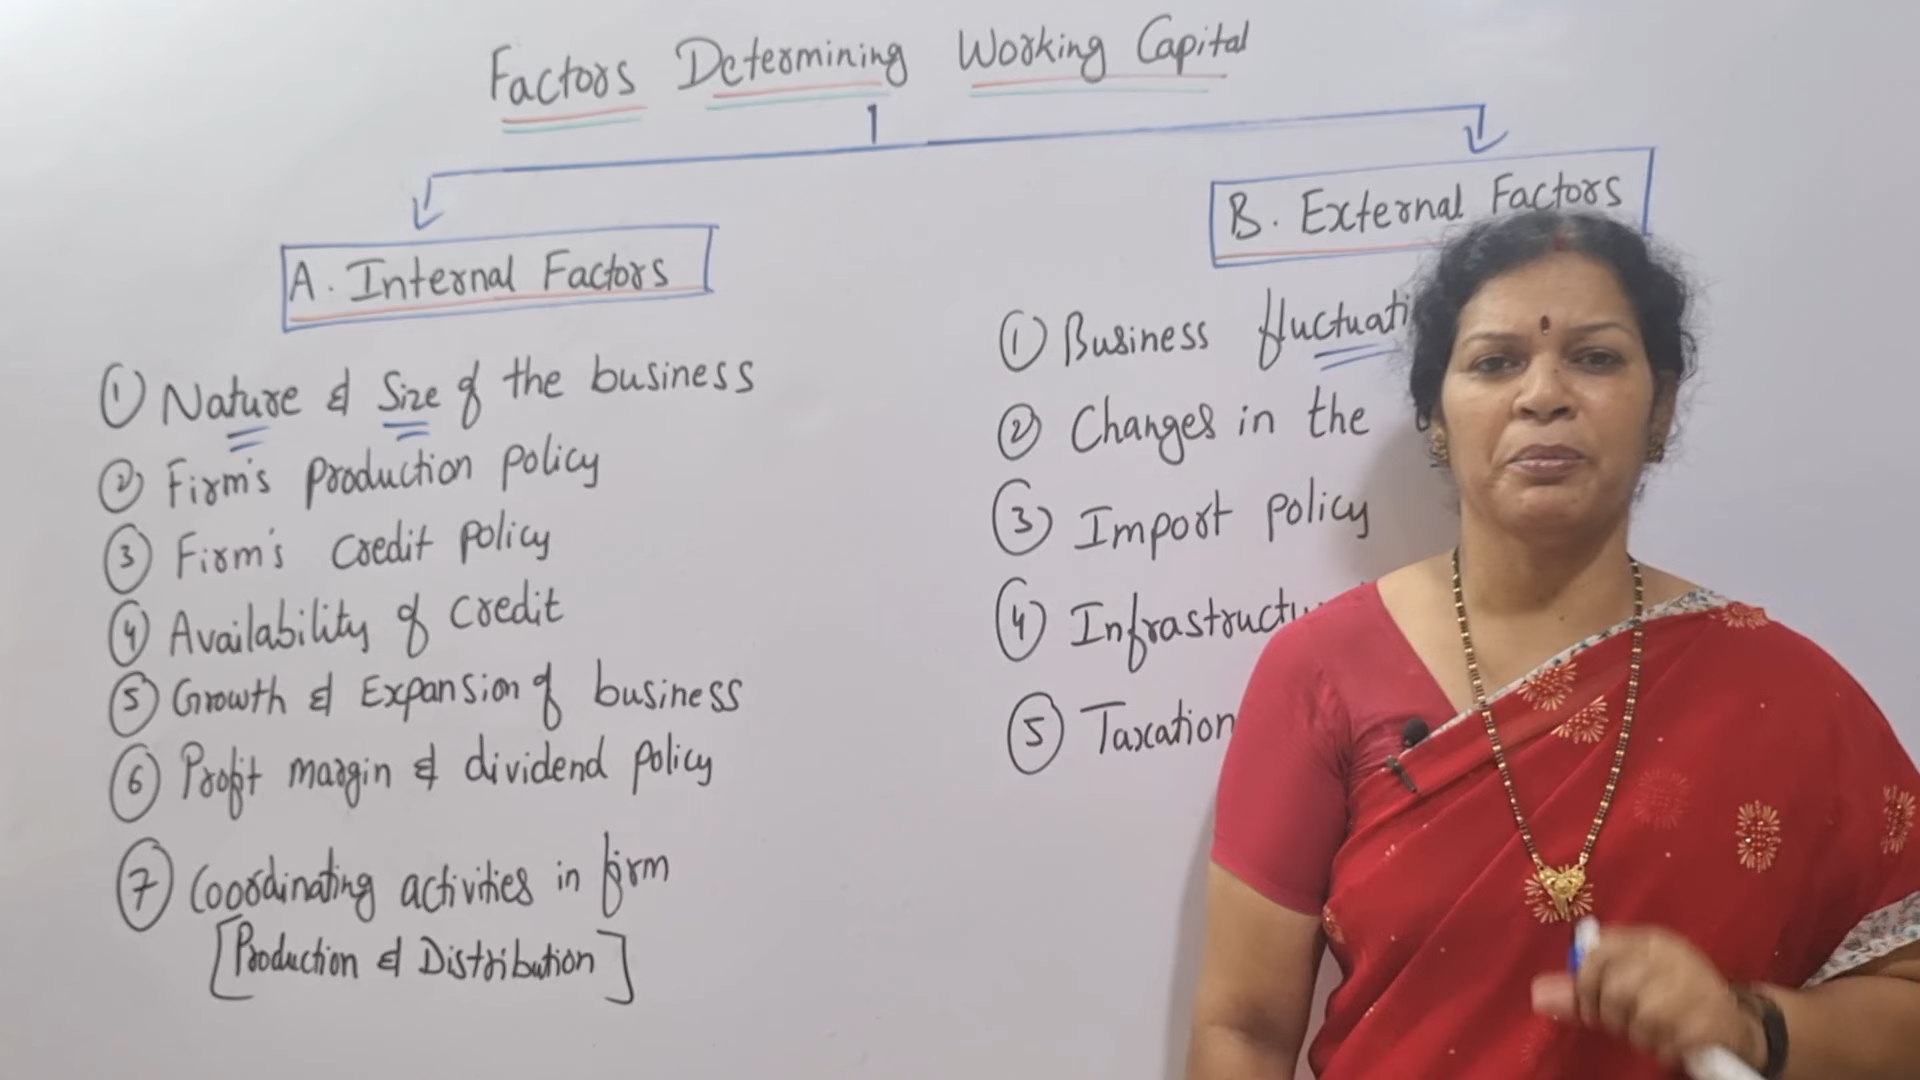 Factors Determining Working Capital
A. Internal Factors
① Nature & Size of the business
② Firm's production policy
③ Firm's credit policy
④ Availability of credit
⑤ Growth & Expansion of business
⑥ Profit margin & dividend policy
⑦ Coordinating activities in firm
[Production & Distribution]
B. External Factors
① Business
② Changes in the
③ Import policy
④
⑤ Taxation